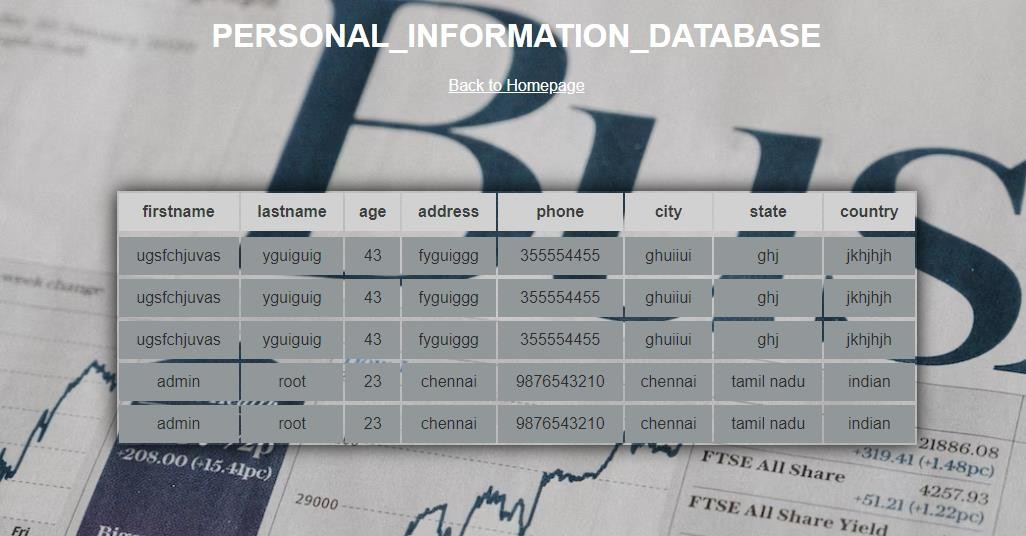 PERSONAL_INFORMATION_DATABASE
Back to Homepage
Bus
firstname lastname age address phone city state country
ugsfchjuvas yguiguig 43 fyguiggg 355554455 ghuiiui ghj jkhjhjh
ugsfchjuvas yguiguig 43 fyguiggg 355554455 ghuiiui ghj jkhjhjh
ugsfchjuvas yguiguig 43 fyguiggg 355554455 ghuiiui ghj jkhjhjh
admin root 23 chennai 9876543210 chennai tamil nadu indian
admin root 23 chennai 9876543210 chennai tamil nadu indian
week change
+208.00 (+15.41pc)
29000
Fri
21886.08
+319.41 (+1.48pc)
FTSE All Share
4257.93
+51.21 (+1.22pc)
FTSE All Share Yield